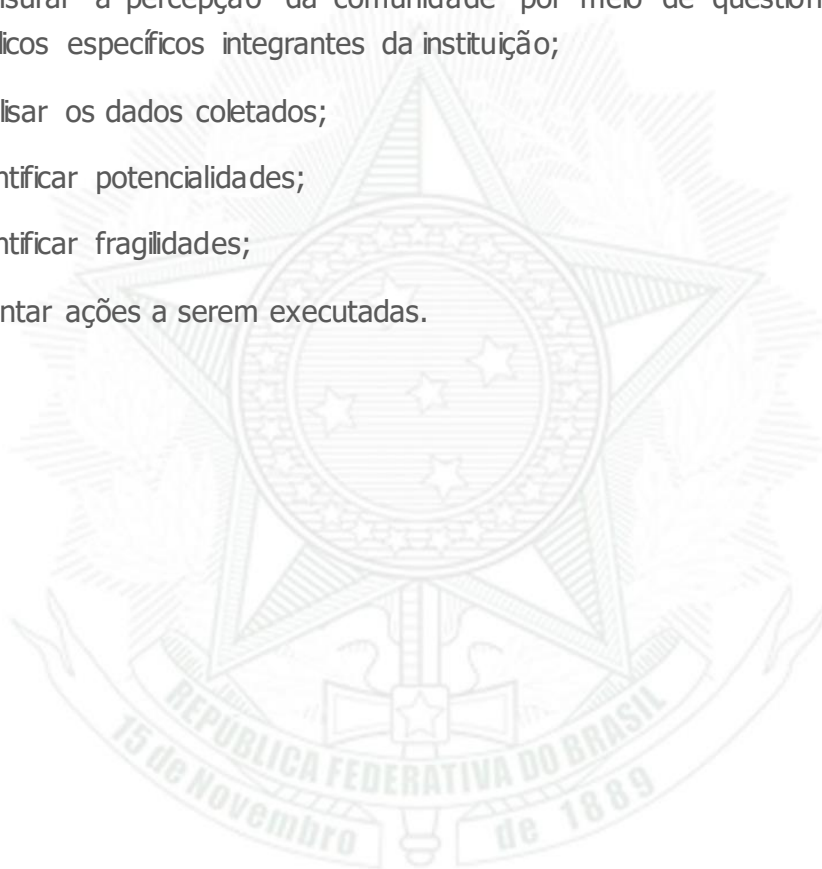 nsurar a percepção da comunidade por meio de question
licos específicos integrantes da instituição;
lisar os dados coletados;
ntificar potencialidades;
ntificar fragilidades;
ntar ações a serem executadas.
REPÚBLICA FEDERATIVA DO BRASIL
15 de Novembro de 1889